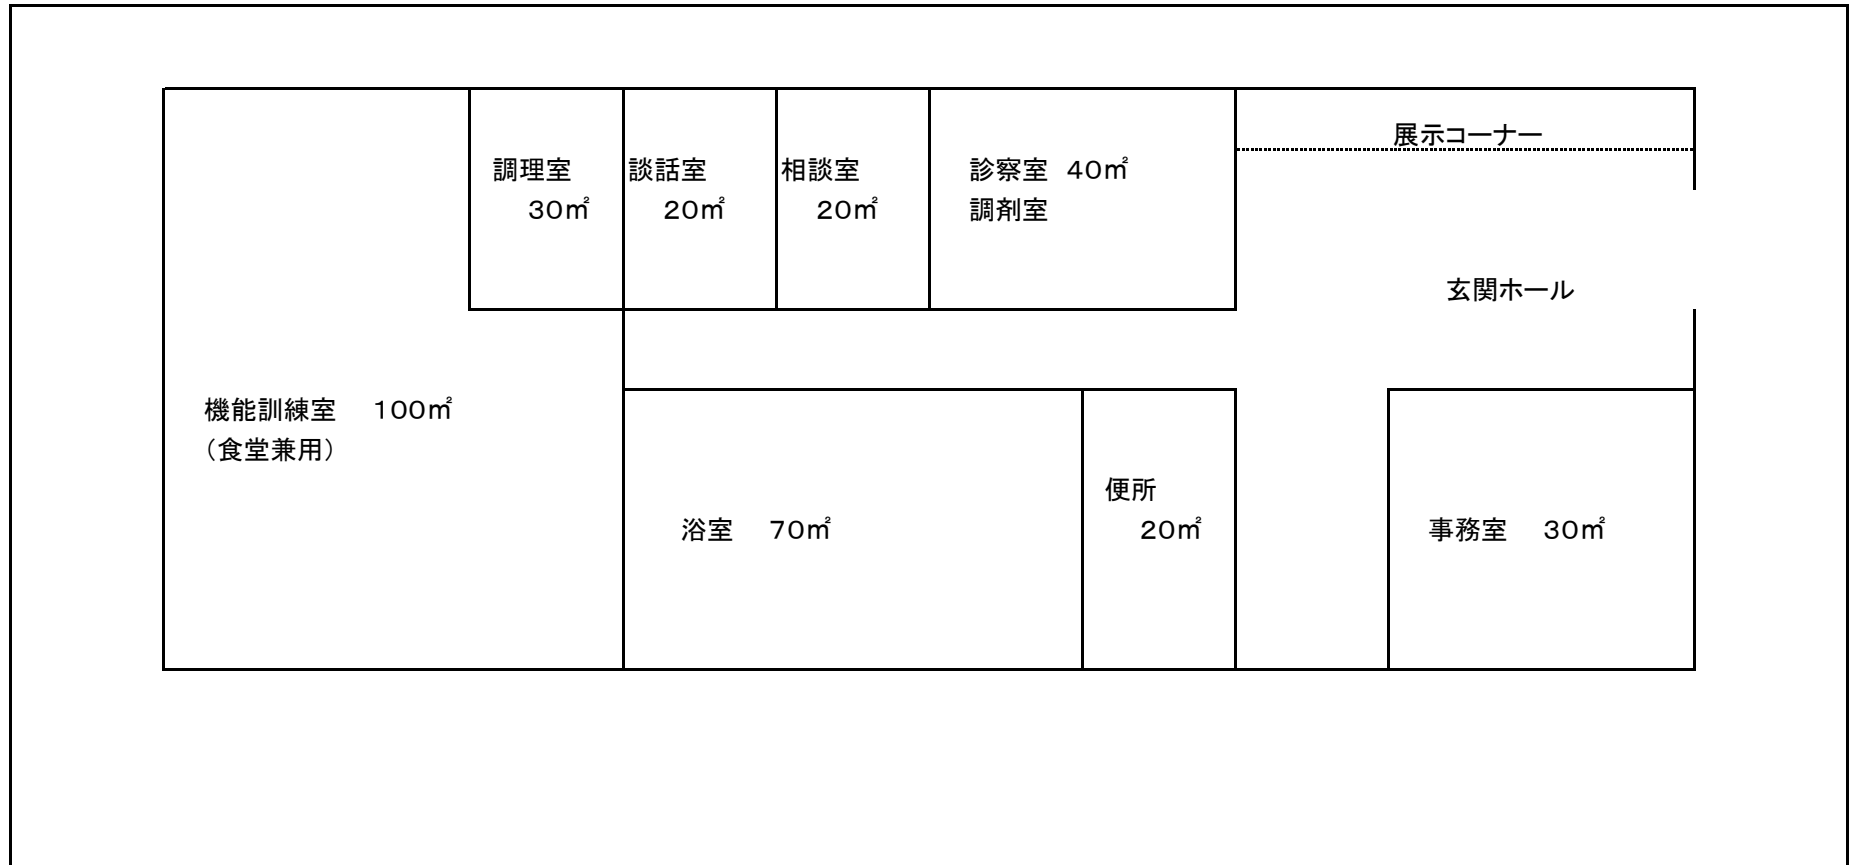 展示コーナー
調理室
30㎡
談話室
20㎡
相談室
20㎡
診察室 40㎡
調剤室
玄関ホール
機能訓練室 100㎡
(食堂兼用)
浴室 70㎡
便所
20㎡
事務室 30㎡